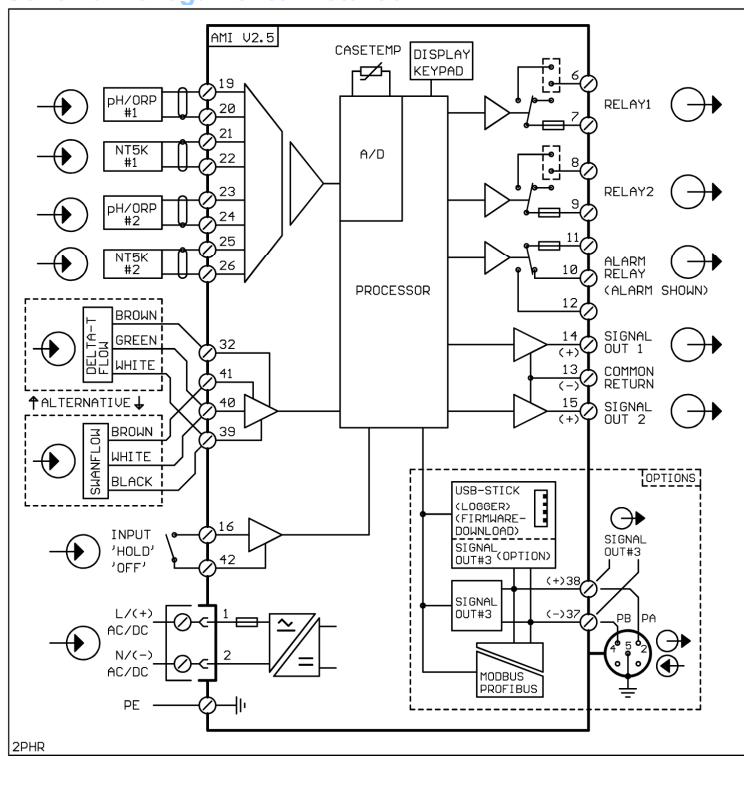 AMI V2.5
CASETEMP
DISPLAY
KEYPAD
pH/ORP
#1
19
20
NT5K
#1
21
22
pH/ORP
#2
23
24
NT5K
#2
25
26
A/D
PROCESSOR
6
7
RELAY1
8
9
RELAY2
11
10
12
ALARM
RELAY
(ALARM SHOWN)
14
(+)
SIGNAL
OUT 1
13
(-)
COMMON
RETURN
15
(+)
SIGNAL
OUT 2
DELTA-T
FLOW
BROWN
GREEN
WHITE
ALTERNATIVE
SWANFLOW
BROWN
WHITE
BLACK
32
41
40
39
INPUT
'HOLD'
'OFF'
16
42
L/(+)
AC/DC
1
N/(-)
AC/DC
2
PE
OPTIONS
USB-STICK
(LOGGER)
(FIRMWARE-
DOWNLOAD)
SIGNAL
OUT#3 (OPTION)
SIGNAL
OUT#3
SIGNAL
OUT#3
(+)38
(-)37
PB PA
4 5 2
MODBUS
PROFIBUS
2PHR